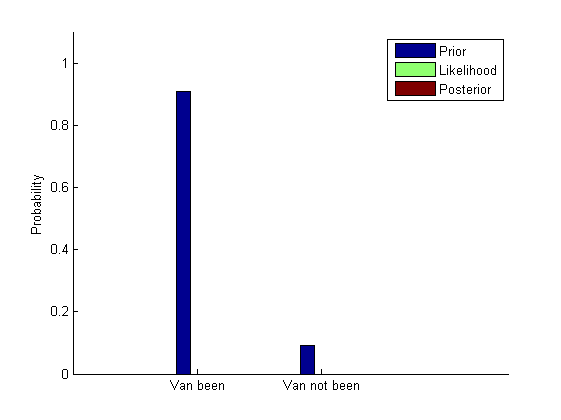 Prior
Likelihood
Posterior
1
0.8
0.6
0.4
0.2
0
Probability
Van been
Van not been